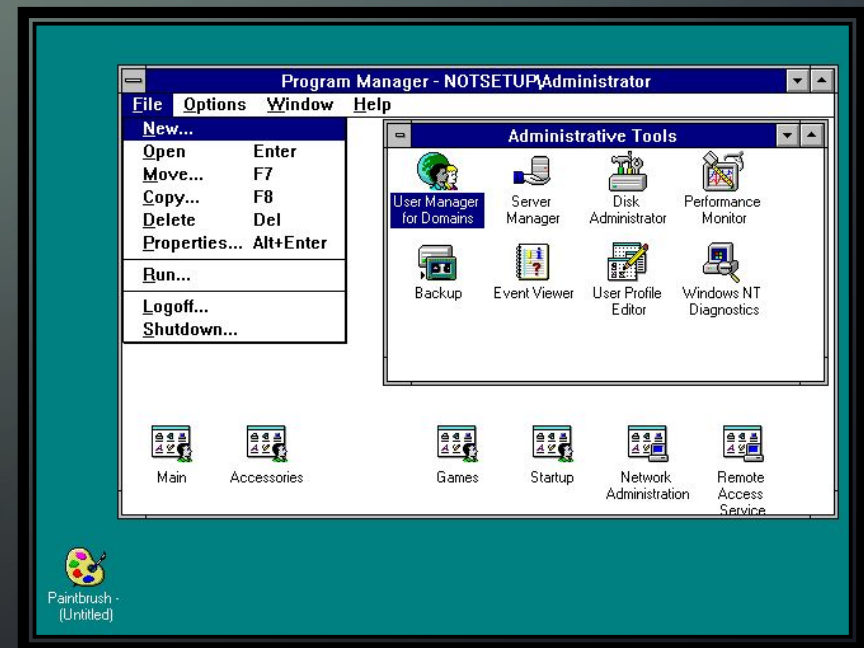 Program Manager - NOTSETUP\Administrator
File Options Window Help
New...
Open Enter
Move... F7
Copy... F8
Delete Del
Properties... Alt+Enter
Run...
Logoff...
Shutdown...
Administrative Tools
User Manager
for Domains
Server
Manager
Disk
Administrator
Performance
Monitor
Backup
Event Viewer
User Profile
Editor
Windows NT
Diagnostics
Main
Accessories
Games
Startup
Network
Administration
Remote
Access
Service
Paintbrush -
(Untitled)